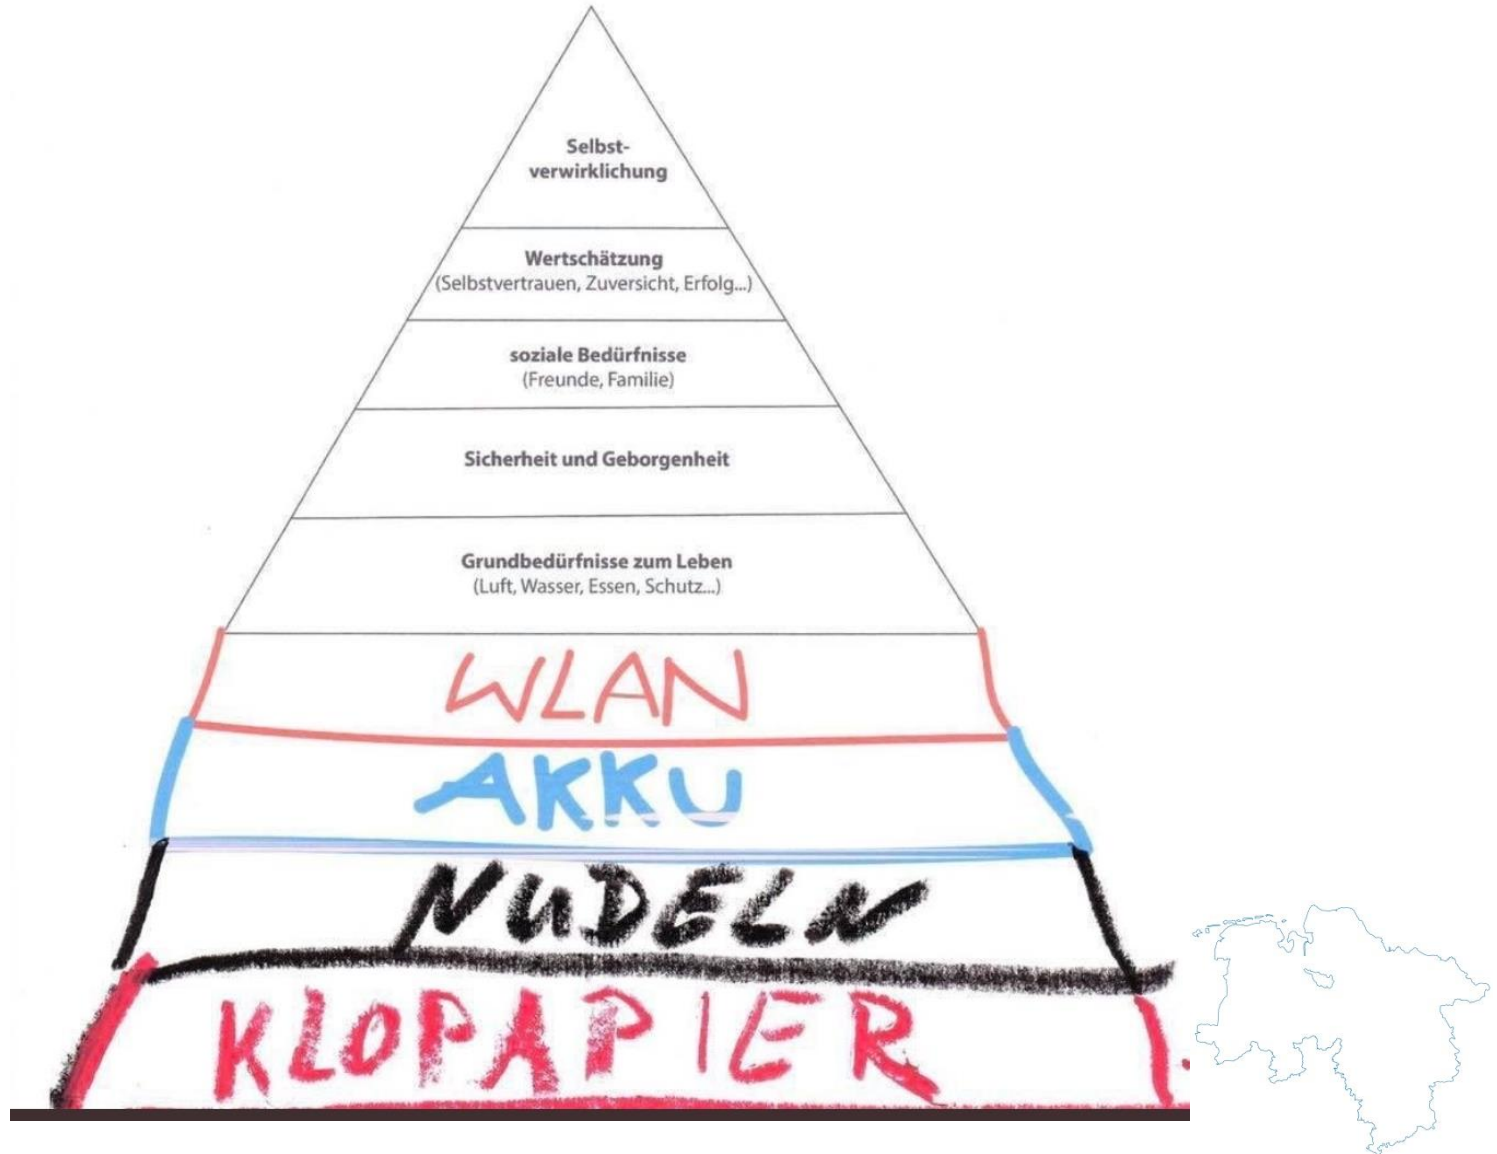 Selbst-
verwirklichung
Wertschätzung
(Selbstvertrauen, Zuversicht, Erfolg...)
soziale Bedürfnisse
(Freunde, Familie)
Sicherheit und Geborgenheit
Grundbedürfnisse zum Leben
(Luft, Wasser, Essen, Schutz...)
WLAN
AKKU
NUDELN
KLOPAPIER